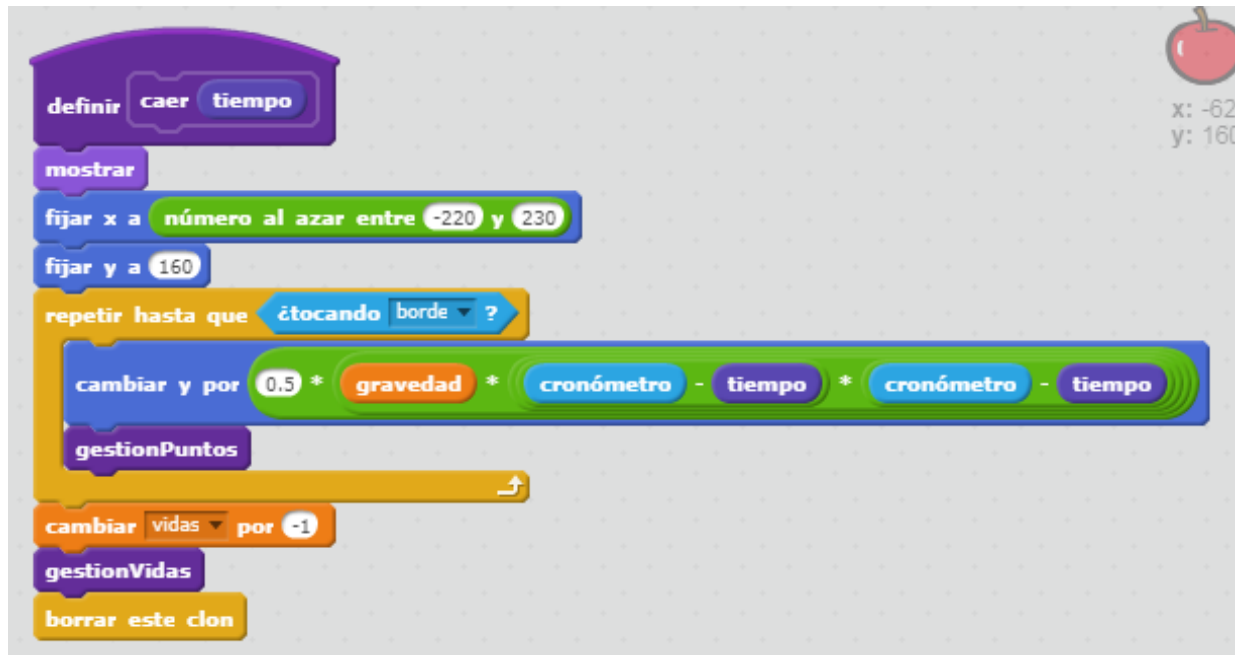 definir caer tiempo
mostrar
fijar x a número al azar entre -220 y 230
fijar y a 160
repetir hasta que ¿tocando borde ?
cambiar y por 0.5 * gravedad * cronómetro - tiempo * cronómetro - tiempo
gestionPuntos
cambiar vidas por -1
gestionVidas
borrar este clon
x: -62
y: 160